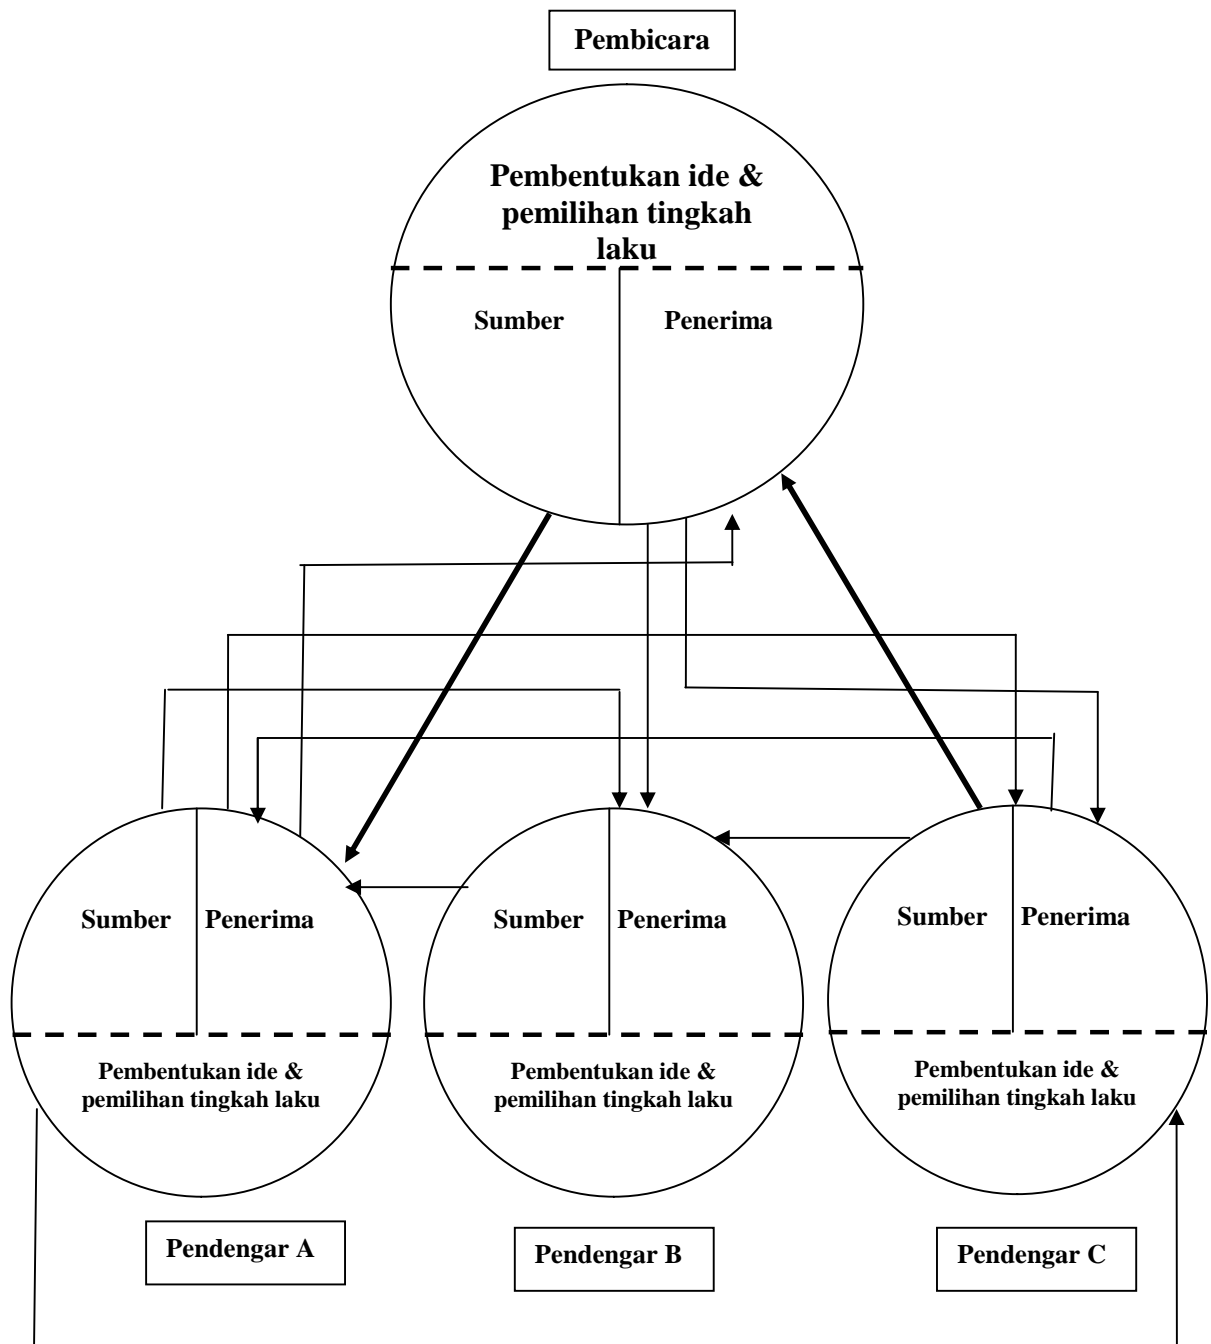 Pembicara
Pembentukan ide &
pemilihan tingkah
laku
Sumber
Penerima
Sumber
Penerima
Pembentukan ide &
pemilihan tingkah laku
Sumber
Penerima
Pembentukan ide &
pemilihan tingkah laku
Sumber
Penerima
Pembentukan ide &
pemilihan tingkah laku
Pendengar A
Pendengar B
Pendengar C